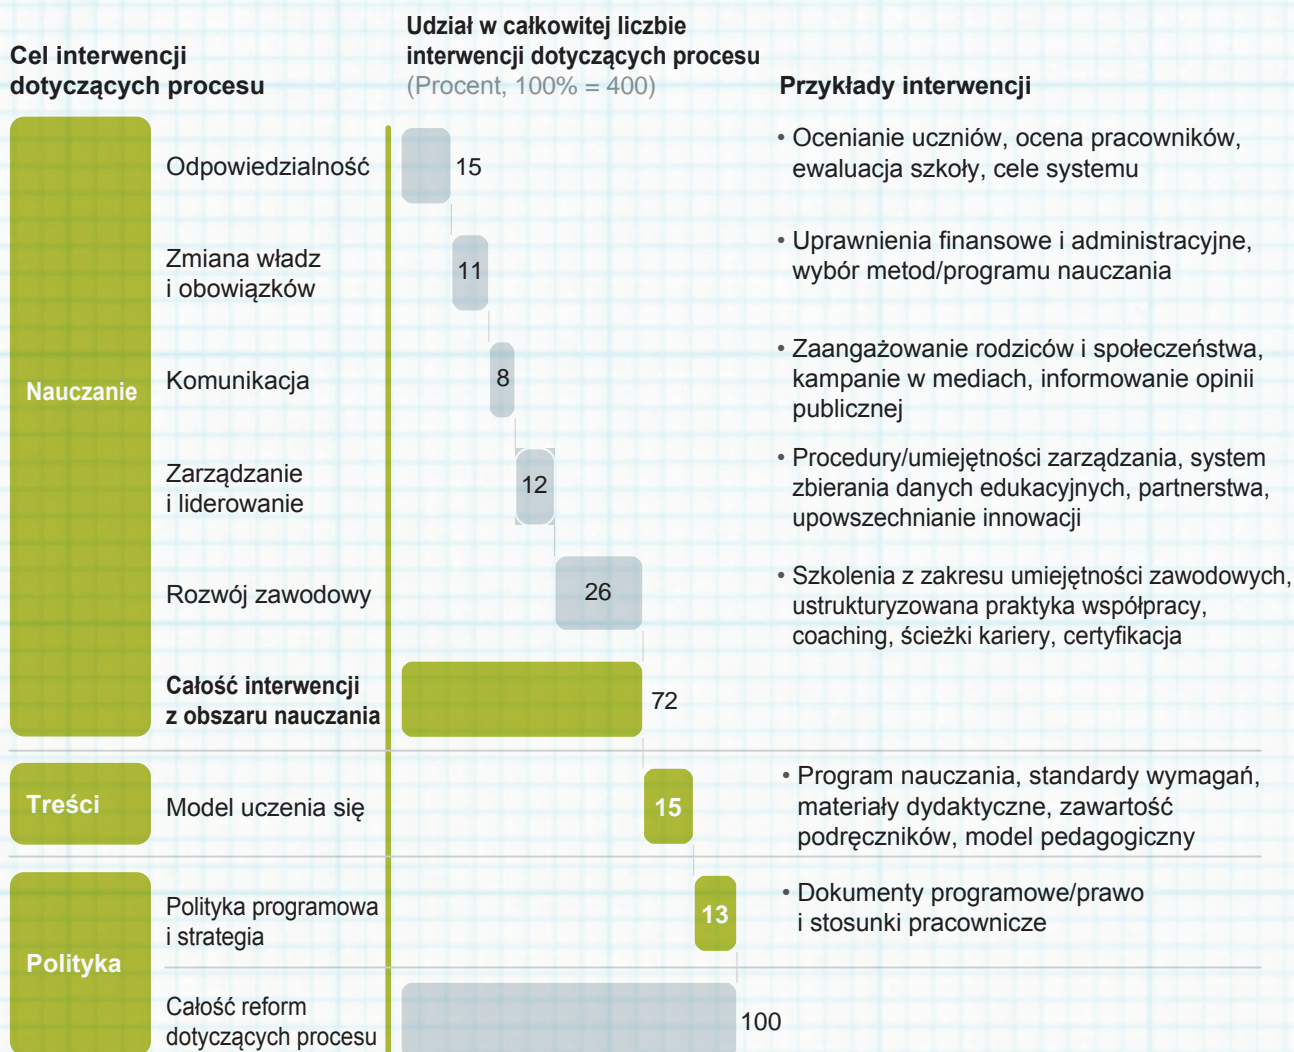 Cel interwencji
dotyczących procesu
Udział w całkowitej liczbie
interwencji dotyczących procesu
(Procent, 100% = 400)
Przykłady interwencji
Nauczanie
Odpowiedzialność
15
• Ocenianie uczniów, ocena pracowników,
ewaluacja szkoły, cele systemu
Zmiana władz
i obowiązków
11
• Uprawnienia finansowe i administracyjne,
wybór metod/programu nauczania
Komunikacja
8
• Zaangażowanie rodziców i społeczeństwa,
kampanie w mediach, informowanie opinii
publicznej
Zarządzanie
i liderowanie
12
• Procedury/umiejętności zarządzania, system
zbierania danych edukacyjnych, partnerstwa,
upowszechnianie innowacji
Rozwój zawodowy
26
• Szkolenia z zakresu umiejętności zawodowych,
ustrukturyzowana praktyka współpracy,
coaching, ścieżki kariery, certyfikacja
Całość interwencji
z obszaru nauczania
72
Treści
Model uczenia się
15
• Program nauczania, standardy wymagań,
materiały dydaktyczne, zawartość
podręczników, model pedagogiczny
Polityka
Polityka programowa
i strategia
13
• Dokumenty programowe/prawo
i stosunki pracownicze
Całość reform
dotyczących procesu
100